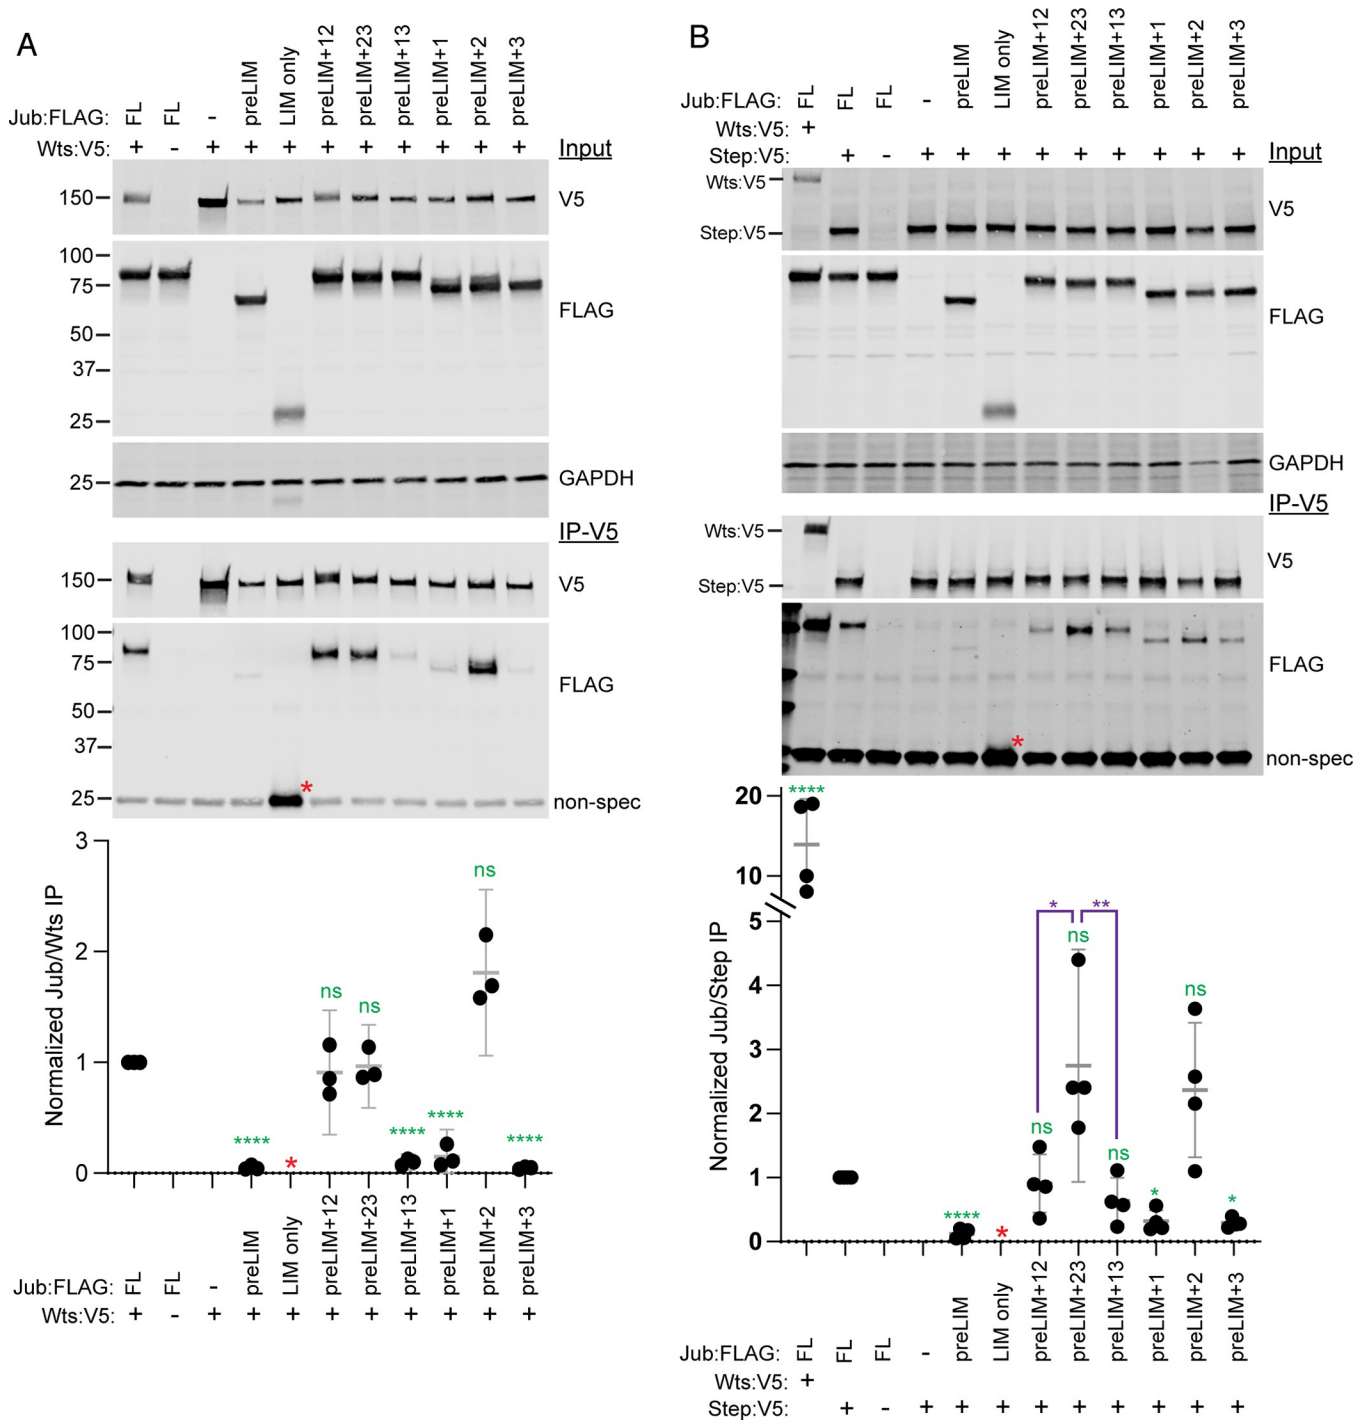 A
Jub:FLAG: FL FL - preLIM LIM only preLIM+12 preLIM+23 preLIM+13 preLIM+1 preLIM+2 preLIM+3
Wts:V5: + - + + + + + + + + + Input
150 V5
100
75
50
37
25
FLAG
25 GAPDH
IP-V5
150 V5
100
75
50
37
25
FLAG
*
non-spec
Normalized Jub/Wts IP
3
2
1
0
**** * ns ns **** **** ns ****
Jub:FLAG: FL FL - preLIM LIM only preLIM+12 preLIM+23 preLIM+13 preLIM+1 preLIM+2 preLIM+3
Wts:V5: + - + + + + + + + + +
B
Jub:FLAG: FL FL FL - preLIM LIM only preLIM+12 preLIM+23 preLIM+13 preLIM+1 preLIM+2 preLIM+3
Wts:V5: +
Step:V5: + - + + + + + + + + + Input
Wts:V5
Step:V5
V5
FLAG
GAPDH
IP-V5
Wts:V5
Step:V5
V5
FLAG
*
non-spec
Normalized Jub/Step IP
20
10
5
4
3
2
1
0
**** **** * ns ns ns * ns *
* **
Jub:FLAG: FL FL FL - preLIM LIM only preLIM+12 preLIM+23 preLIM+13 preLIM+1 preLIM+2 preLIM+3
Wts:V5: +
Step:V5: + - + + + + + + + + +